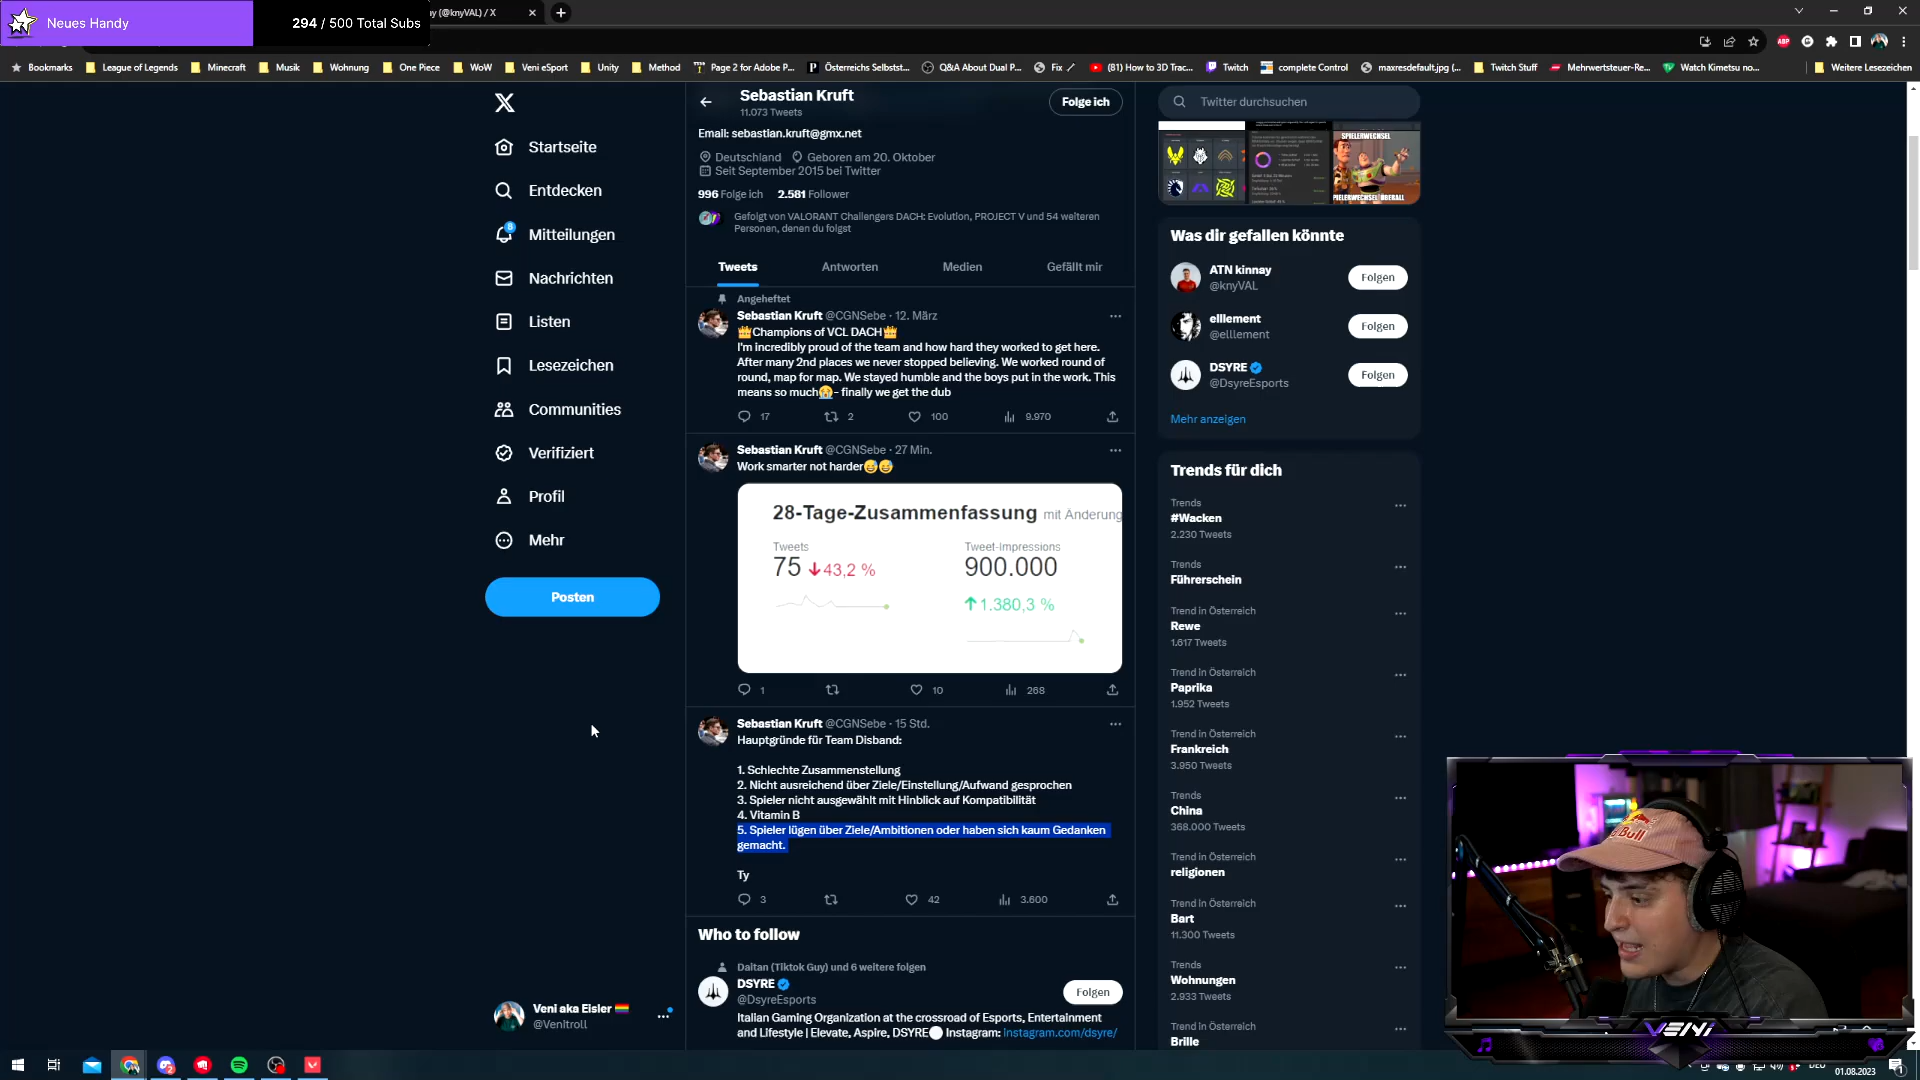 Neues Handy
294 / 500 Total Subs
y (@knyVAL) / X
Bookmarks
League of Legends
Minecraft
Musik
Wohnung
One Piece
WoW
Veni eSport
Unity
Method
Page 2 for Adobe P...
Österreichs Selbstst...
Q&A About Dual P...
Fix
(81) How to 3D Trac...
Twitch
complete Control
maxresdefault.jpg (...
Twitch Stuff
Mehrwertsteuer-Re...
Watch Kimetsu no...
Weitere Lesezeichen
ABP
Startseite
Entdecken
8
Mitteilungen
Nachrichten
Listen
Lesezeichen
Communities
Verifiziert
Profil
Mehr
Posten
Veni aka Eisler
@Venitroll
Sebastian Kruft
11.073 Tweets
Folge ich
Email: sebastian.kruft@gmx.net
Deutschland
Geboren am 20. Oktober
Seit September 2015 bei Twitter
996 Folge ich
2.581 Follower
Gefolgt von VALORANT Challengers DACH: Evolution, PROJECT V und 54 weiteren
Personen, denen du folgst
Tweets
Antworten
Medien
Gefällt mir
Angeheftet
Sebastian Kruft @CGNSebe · 12. März
👑Champions of VCL DACH👑
I'm incredibly proud of the team and how hard they worked to get here.
After many 2nd places we never stopped believing. We worked round of
round, map for map. We stayed humble and the boys put in the work. This
means so much😭- finally we get the dub
17
2
100
9.970
Sebastian Kruft @CGNSebe · 27 Min.
Work smarter not harder😅😅
28-Tage-Zusammenfassung mit Änderung
Tweets
75 ↓43,2 %
Tweet-Impressions
900.000
↑1.380,3 %
1
10
268
Sebastian Kruft @CGNSebe · 15 Std.
Hauptgründe für Team Disband:
1. Schlechte Zusammenstellung
2. Nicht ausreichend über Ziele/Einstellung/Aufwand gesprochen
3. Spieler nicht ausgewählt mit Hinblick auf Kompatibilität
4. Vitamin B
5. Spieler lügen über Ziele/Ambitionen oder haben sich kaum Gedanken
gemacht.
Ty
3
42
3.600
Who to follow
Daltan (Tiktok Guy) und 6 weitere folgen
DSYRE
@DsyreEsports
Folgen
Italian Gaming Organization at the crossroad of Esports, Entertainment
and Lifestyle | Elevate, Aspire, DSYRE⚪ Instagram: instagram.com/dsyre/
Twitter durchsuchen
SPIELERWECHSEL
PIELERWECHSEL ÜBERALL
Was dir gefallen könnte
ATN kinnay
@knyVAL
Folgen
elllement
@elllement
Folgen
DSYRE
@DsyreEsports
Folgen
Mehr anzeigen
Trends für dich
Trends
#Wacken
2.230 Tweets
Trends
Führerschein
Trend in Österreich
Rewe
1.617 Tweets
Trend in Österreich
Paprika
1.952 Tweets
Trend in Österreich
Frankreich
3.950 Tweets
Trends
China
368.000 Tweets
Trend in Österreich
religionen
Trend in Österreich
Bart
11.300 Tweets
Trends
Wohnungen
2.933 Tweets
Trend in Österreich
Brille
Red Bull
VENI
DEU
01.08.2023
1